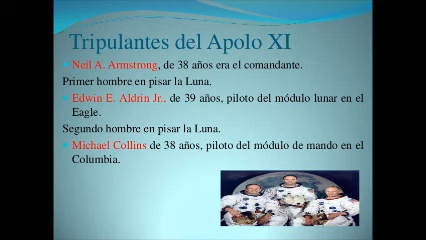 Tripulantes del Apolo XI
Neil A. Armstrong, de 38 años era el comandante.
Primer hombre en pisar la Luna.
Edwin E. Aldrin Jr., de 39 años, piloto del módulo lunar en el
Eagle.
Segundo hombre en pisar la Luna.
Michael Collins de 38 años, piloto del módulo de mando en el
Columbia.